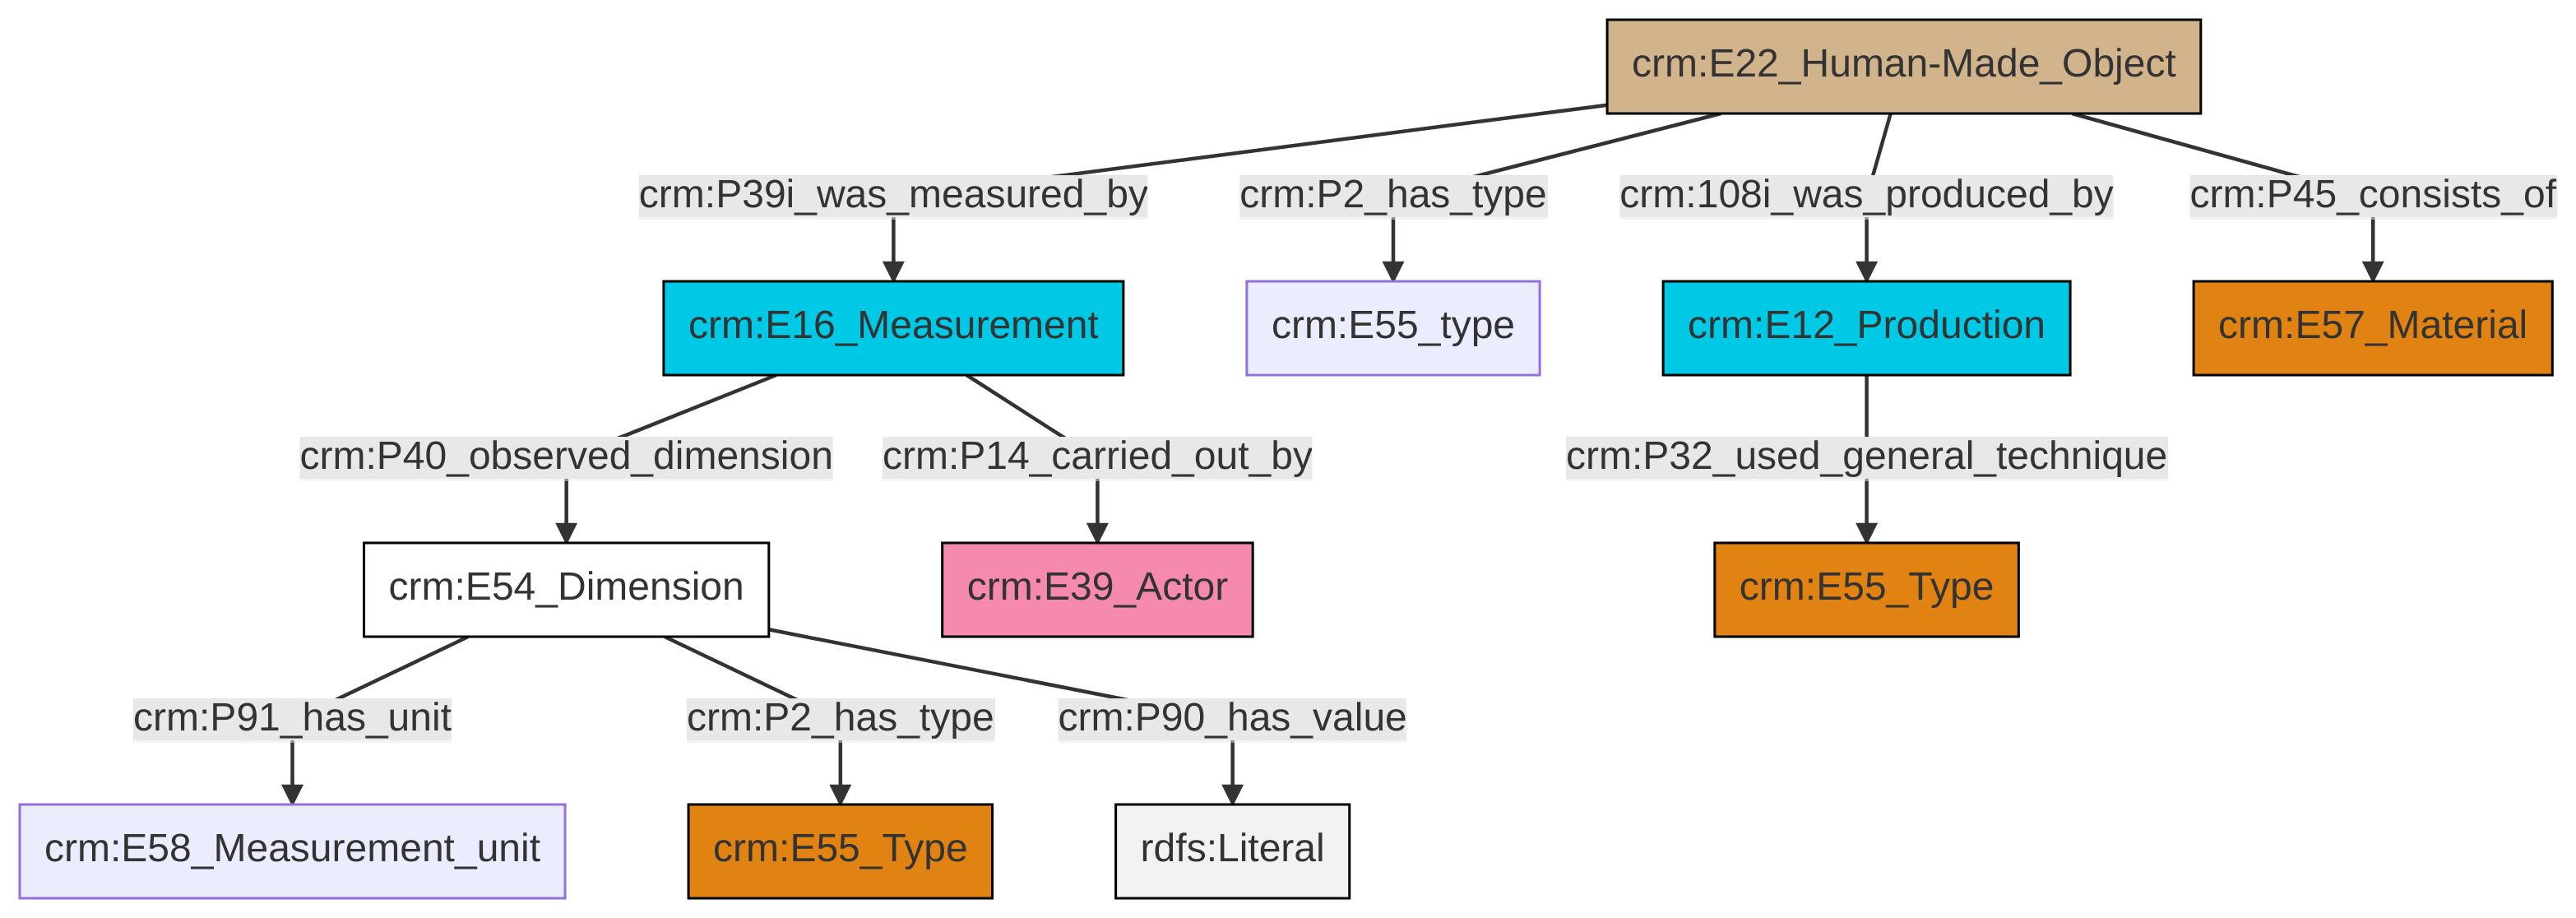 crm:E22_Human-Made_Object
crm:P39i_was_measured_by
crm:P2_has_type
crm:108i_was_produced_by
crm:P45_consists_of
crm:E16_Measurement
crm:E55_type
crm:E12_Production
crm:E57_Material
crm:P40_observed_dimension
crm:P14_carried_out_by
crm:P32_used_general_technique
crm:E54_Dimension
crm:E39_Actor
crm:E55_Type
crm:P91_has_unit
crm:P2_has_type
crm:P90_has_value
crm:E58_Measurement_unit
crm:E55_Type
rdfs:Literal